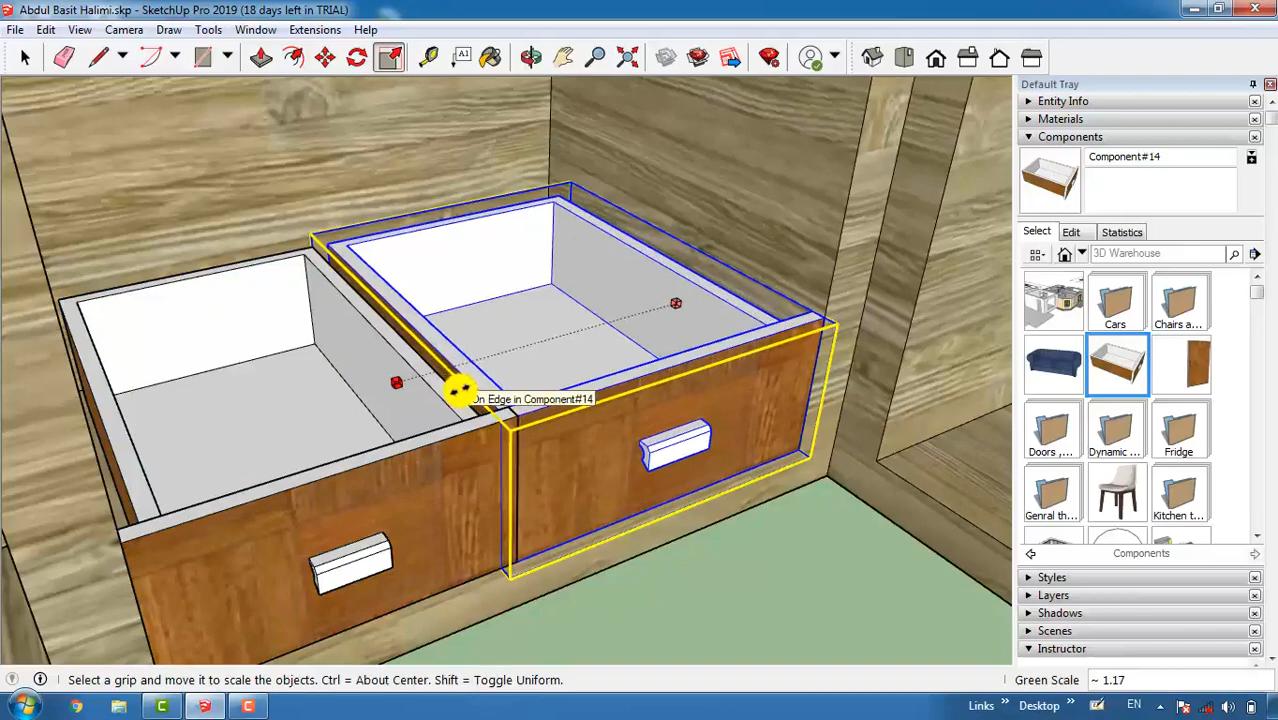 Abdul Basit Halimi.skp - SketchUp Pro 2019 (18 days left in TRIAL)
File Edit View Camera Draw Tools Window Extensions Help
A1
Default Tray
Entity Info
Materials
Components
Component#14
Select Edit Statistics
3D Warehouse
Cars
Chairs a...
Doors ,...
Dynamic ...
Fridge
Genral th...
Kitchen t...
Components
Styles
Layers
Shadows
Scenes
Instructor
On Edge in Component#14
Select a grip and move it to scale the objects. Ctrl = About Center. Shift = Toggle Uniform.
Green Scale ~ 1.17
Links » Desktop » EN